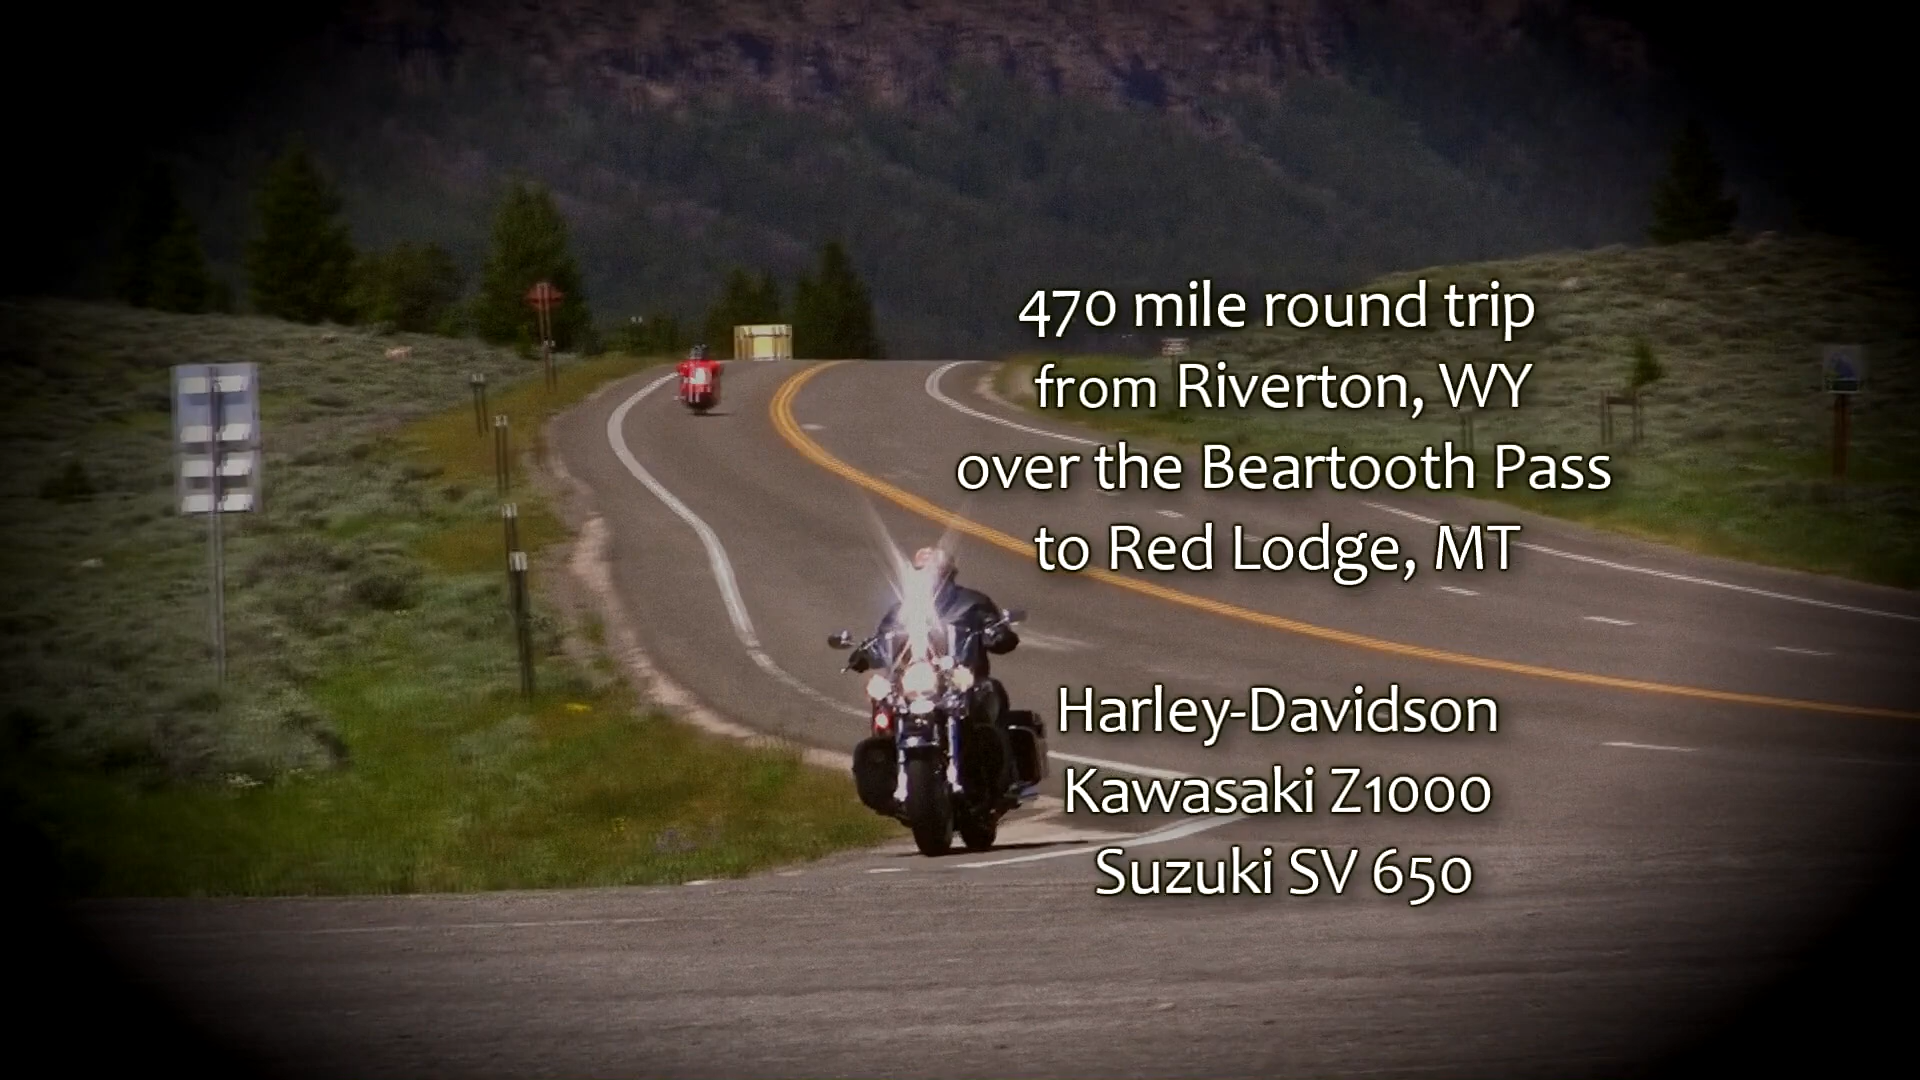 470 mile round trip
from Riverton, WY
over the Beartooth Pass
to Red Lodge, MT
Harley-Davidson
Kawasaki Z1000
Suzuki SV 650